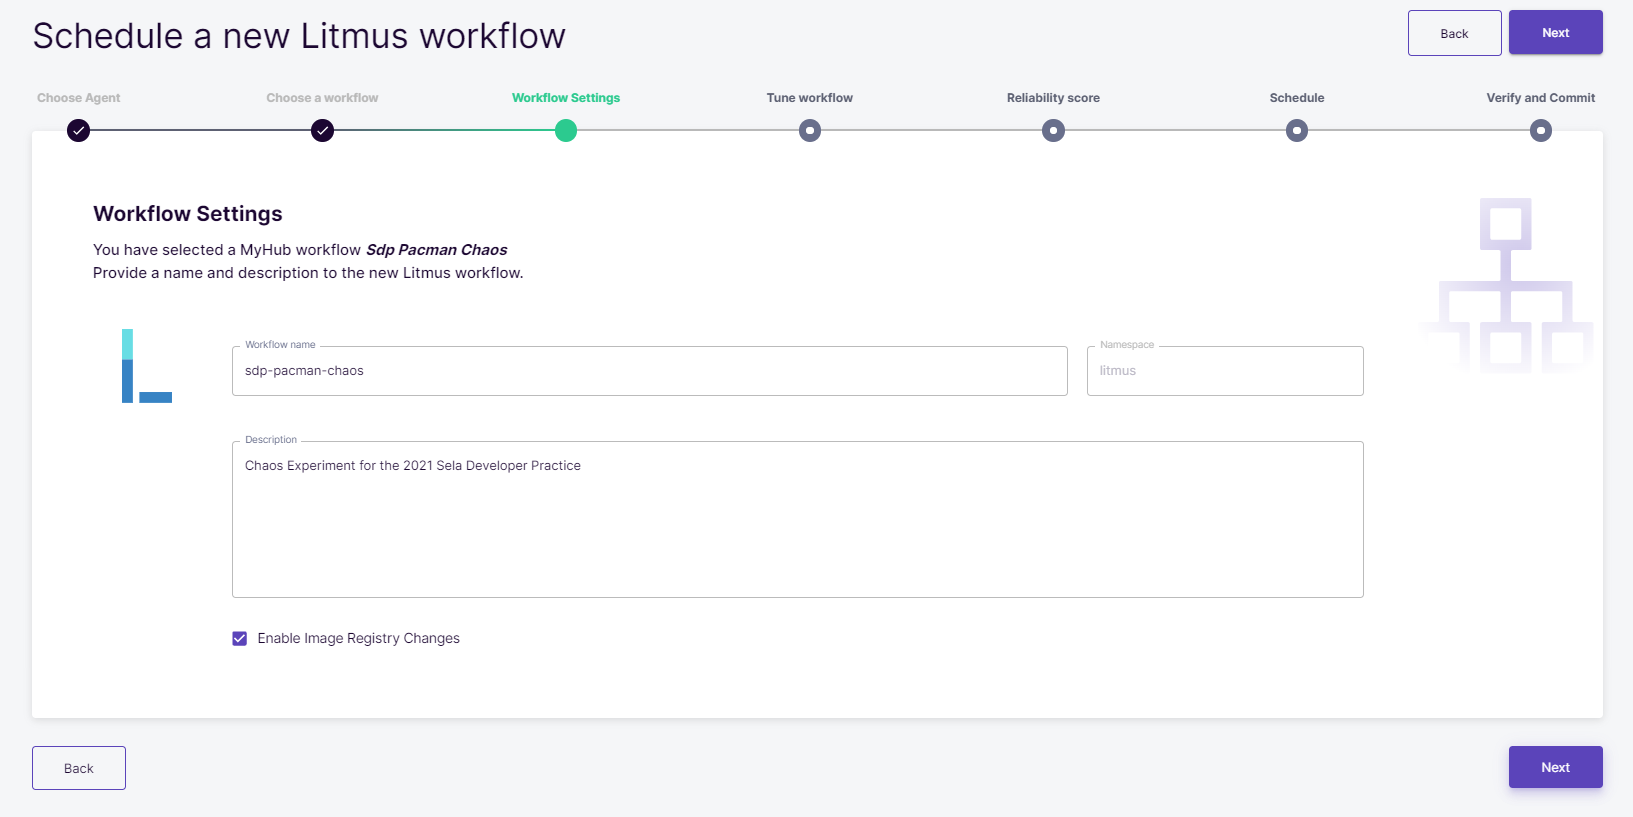 Schedule a new Litmus workflow
Back
Next
Choose Agent
Choose a workflow
Workflow Settings
Tune workflow
Reliability score
Schedule
Verify and Commit
Workflow Settings
You have selected a MyHub workflow Sdp Pacman Chaos
Provide a name and description to the new Litmus workflow.
Workflow name
sdp-pacman-chaos
Namespace
litmus
Description
Chaos Experiment for the 2021 Sela Developer Practice
Enable Image Registry Changes
Back
Next